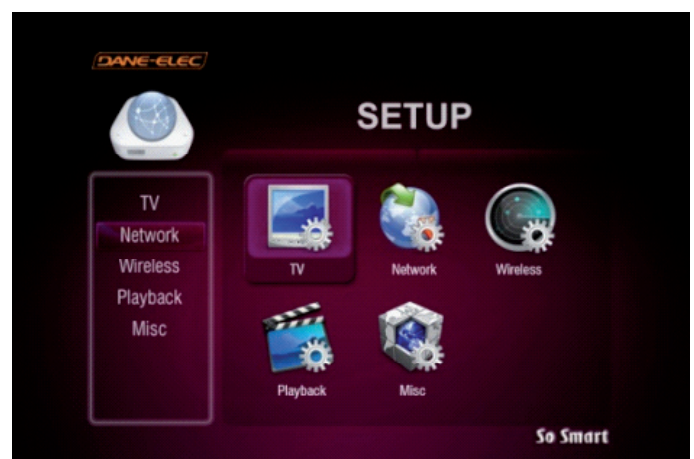 DANE-ELEC
SETUP
TV
Network
Wireless
Playback
Misc
TV
Network
Wireless
Playback
Misc
So Smart